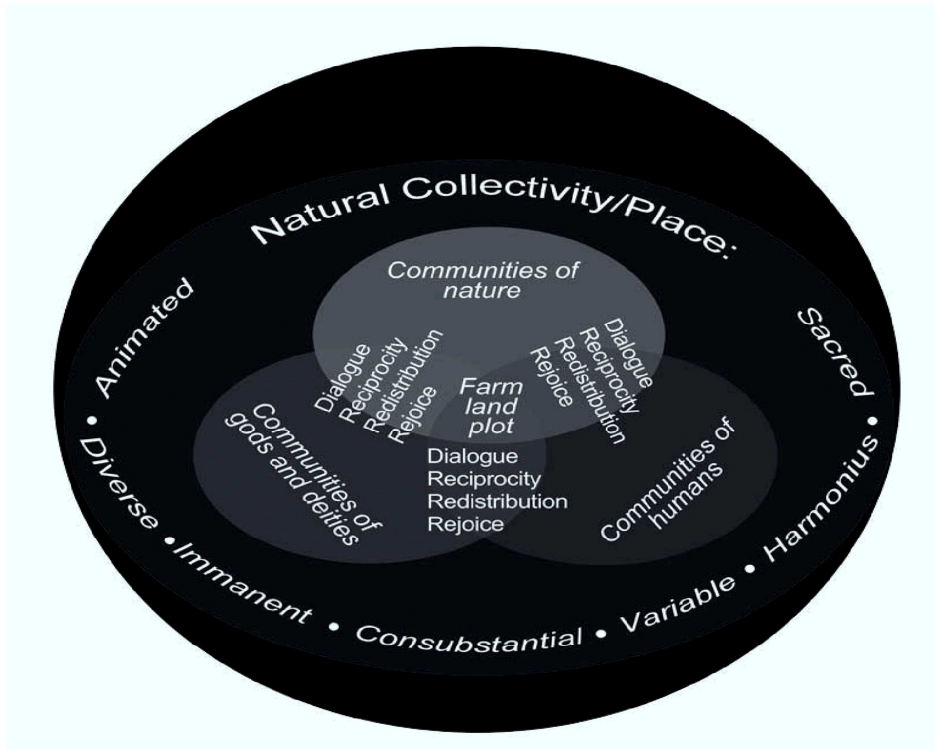 Natural Collectivity/Place:
Communities of
nature
Animated
Sacred
Dialogue
Reciprocity
Redistribution
Rejoice
Dialogue
Reciprocity
Redistribution
Rejoice
Farm
land
plot
Communities of
gods and deities
Dialogue
Reciprocity
Redistribution
Rejoice
Communities of
humans
• Diverse • Immanent • Consubstantial • Variable • Harmonius •